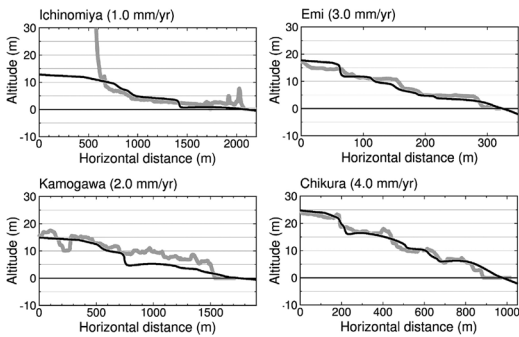 Ichinomiya (1.0 mm/yr)
Altitude (m)
30
20
10
0
-10
0 500 1000 1500 2000
Horizontal distance (m)
Emi (3.0 mm/yr)
Altitude (m)
30
20
10
0
-10
0 100 200 300
Horizontal distance (m)
Kamogawa (2.0 mm/yr)
Altitude (m)
30
20
10
0
-10
0 500 1000 1500
Horizontal distance (m)
Chikura (4.0 mm/yr)
Altitude (m)
30
20
10
0
-10
0 200 400 600 800 1000
Horizontal distance (m)